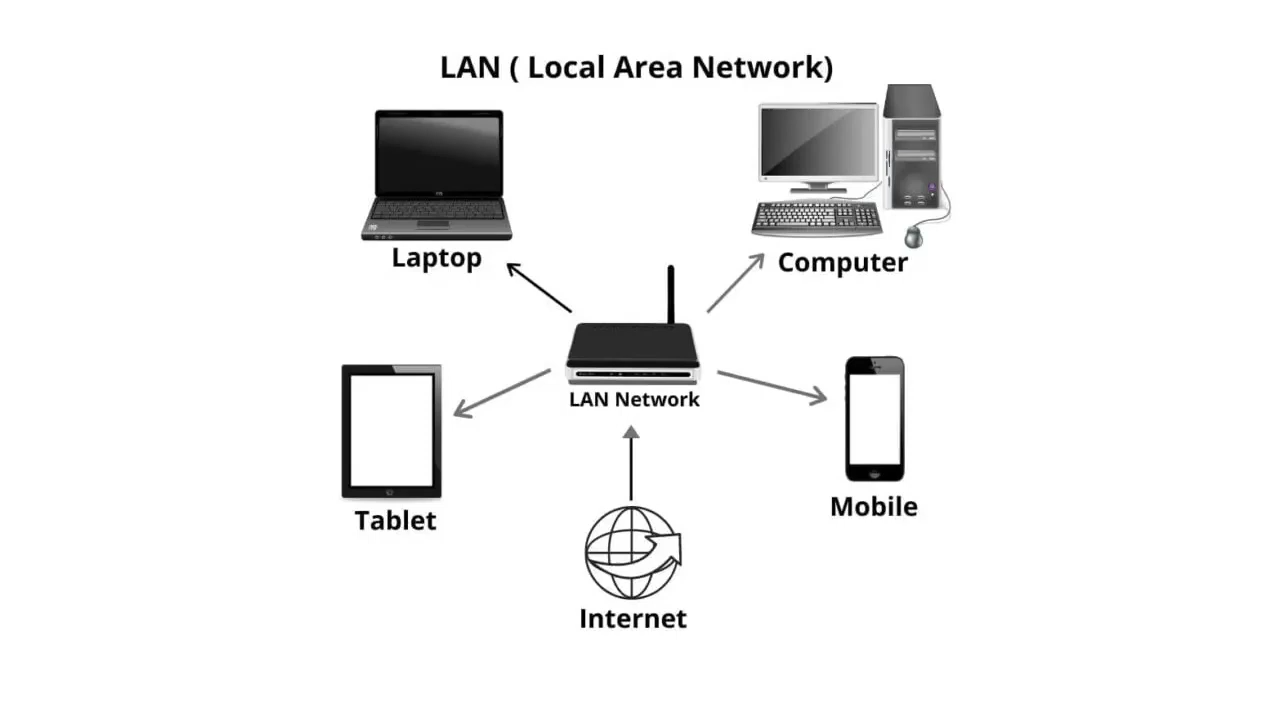 LAN ( Local Area Network)
Laptop
Computer
LAN Network
Tablet
Mobile
Internet